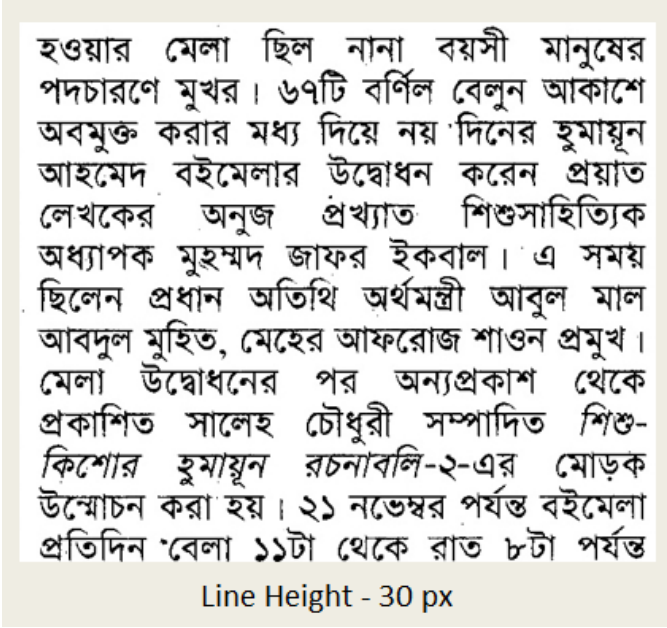 হওয়ার মেলা ছিল নানা বয়সী মানুষের
পদচারণে মুখর। ৬৭টি বর্ণিল বেলুন আকাশে
অবমুক্ত করার মধ্য দিয়ে নয় দিনের হুমায়ূন
আহমেদ বইমেলার উদ্বোধন করেন প্রয়াত
লেখকের অনুজ প্রখ্যাত শিশুসাহিত্যিক
অধ্যাপক মুহম্মদ জাফর ইকবাল। এ সময়
ছিলেন প্রধান অতিথি অর্থমন্ত্রী আবুল মাল
আবদুল মুহিত, মেহের আফরোজ শাওন প্রমুখ।
মেলা উদ্বোধনের পর অন্যপ্রকাশ থেকে
প্রকাশিত সালেহ চৌধুরী সম্পাদিত শিশু-
কিশোর হুমায়ূন রচনাবলি-২-এর মোড়ক
উন্মোচন করা হয়। ২১ নভেম্বর পর্যন্ত বইমেলা
প্রতিদিন বেলা ১১টা থেকে রাত ৮টা পর্যন্ত
Line Height - 30 px